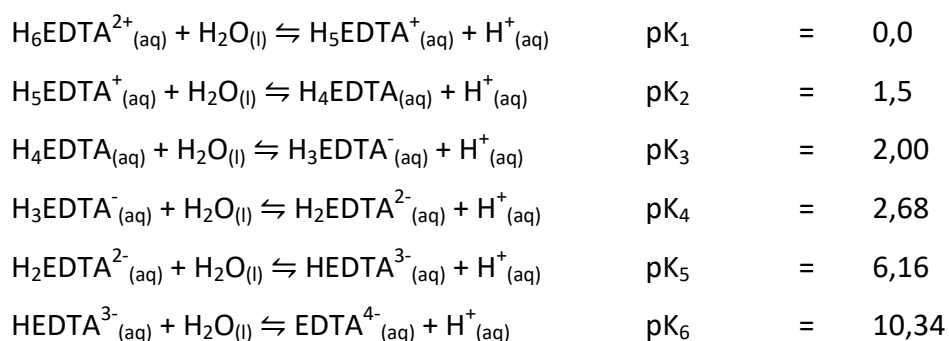 H₆EDTA²⁺₍aq₎ + H₂O₍l₎ ⇋ H₅EDTA⁺₍aq₎ + H⁺₍aq₎ pK₁ = 0,0
H₅EDTA⁺₍aq₎ + H₂O₍l₎ ⇋ H₄EDTA₍aq₎ + H⁺₍aq₎ pK₂ = 1,5
H₄EDTA₍aq₎ + H₂O₍l₎ ⇋ H₃EDTA⁻₍aq₎ + H⁺₍aq₎ pK₃ = 2,00
H₃EDTA⁻₍aq₎ + H₂O₍l₎ ⇋ H₂EDTA²⁻₍aq₎ + H⁺₍aq₎ pK₄ = 2,68
H₂EDTA²⁻₍aq₎ + H₂O₍l₎ ⇋ HEDTA³⁻₍aq₎ + H⁺₍aq₎ pK₅ = 6,16
HEDTA³⁻₍aq₎ + H₂O₍l₎ ⇋ EDTA⁴⁻₍aq₎ + H⁺₍aq₎ pK₆ = 10,34